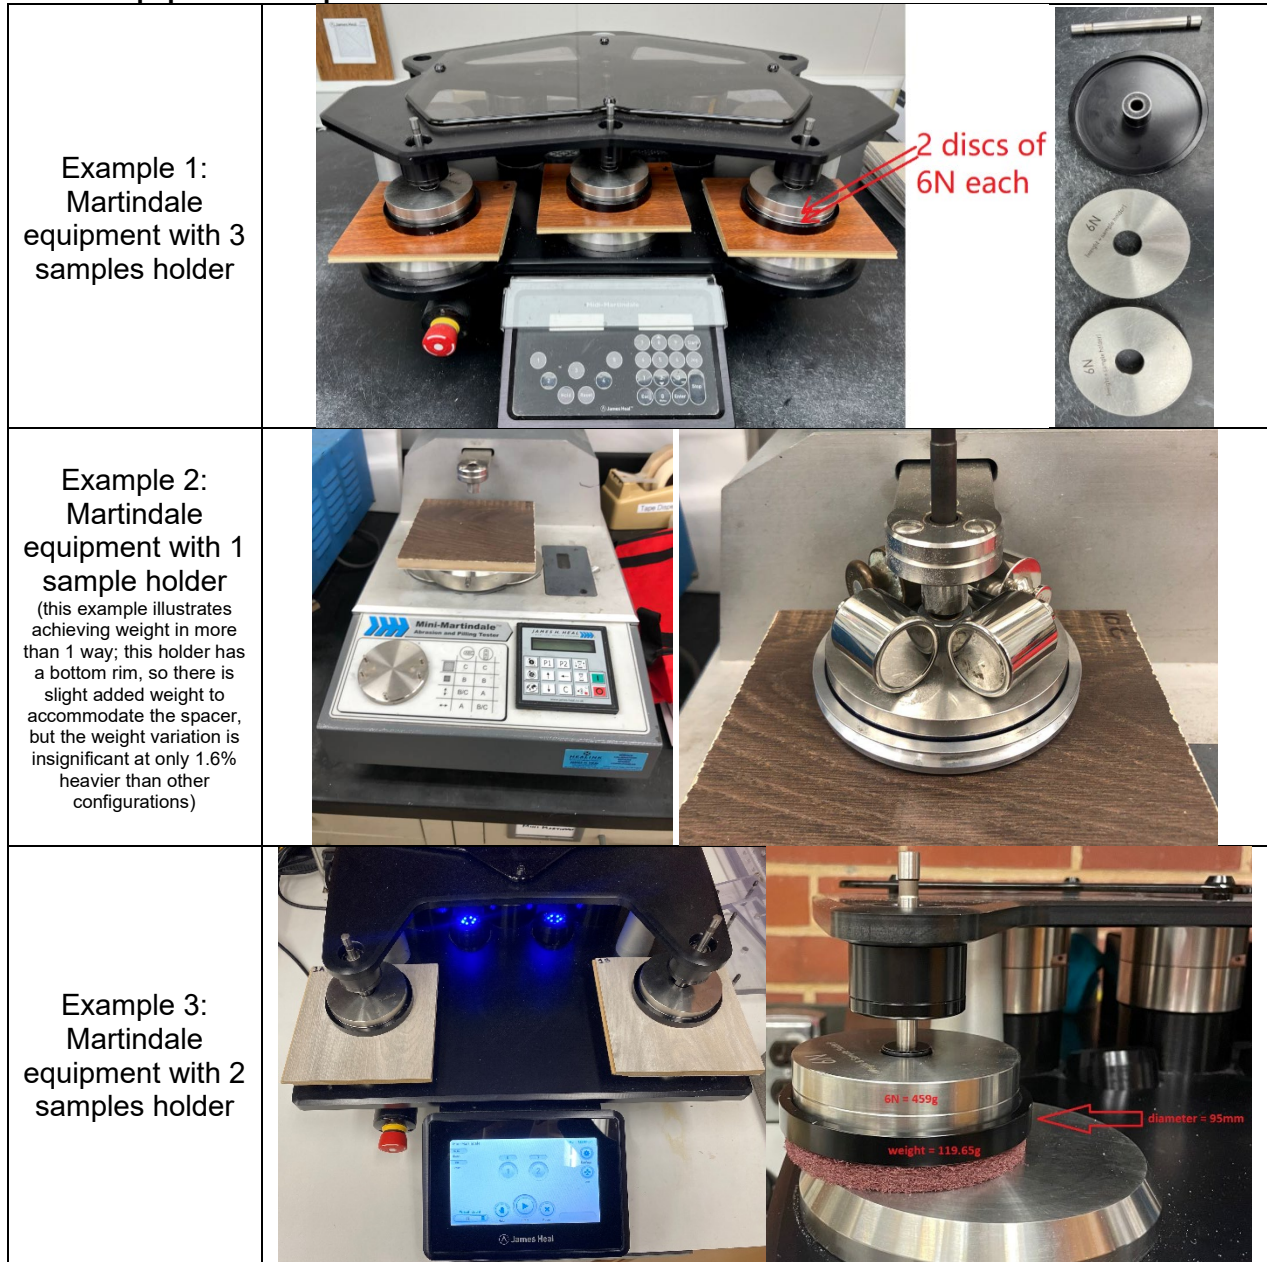 Example 1:
Martindale
equipment with 3
samples holder
2 discs of
6N each
6N
6N
James Heal
Example 2:
Martindale
equipment with 1
sample holder
(this example illustrates
achieving weight in more
than 1 way; this holder has
a bottom rim, so there is
slight added weight to
accommodate the spacer,
but the weight variation is
insignificant at only 1.6%
heavier than other
configurations)
Mini-Martindale
Abrasion and Pilling Tester
JAMES H. HEAL
C C
B B
B/C A
A B/C
P1 P2
Example 3:
Martindale
equipment with 2
samples holder
James Heal
6N = 459g
diameter = 95mm
weight = 119.65g